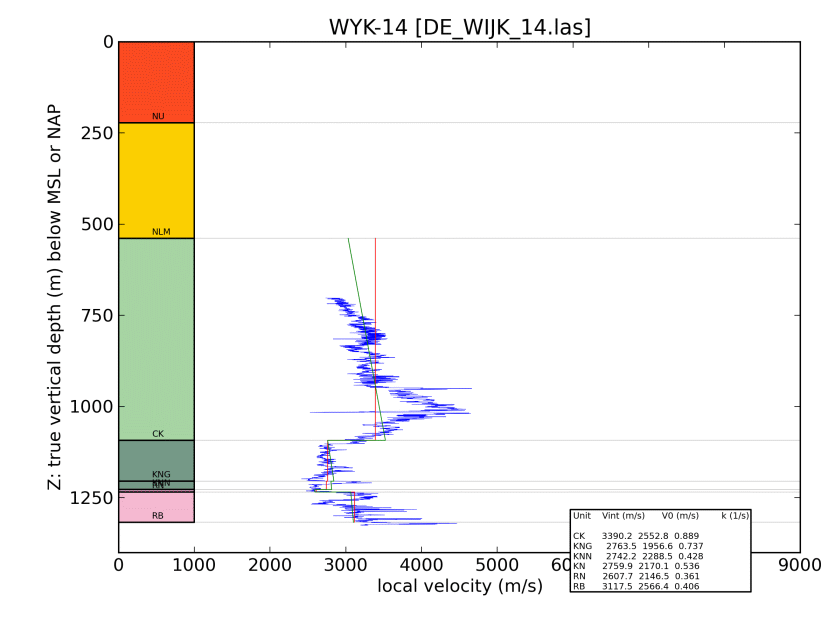 WYK-14 [DE_WIJK_14.las]
Z: true vertical depth (m) below MSL or NAP
0
250
500
750
1000
1250
NU
NLM
CK
KNG
KNN
RB
Unit Vint (m/s) V0 (m/s) k (1/s)
CK 3390.2 2552.8 0.889
KNG 2763.5 1956.6 0.737
KNN 2742.2 2288.5 0.428
KN 2759.9 2170.1 0.536
RN 2607.7 2146.5 0.361
RB 3117.5 2566.4 0.406
0 1000 2000 3000 4000 5000 9000
local velocity (m/s)